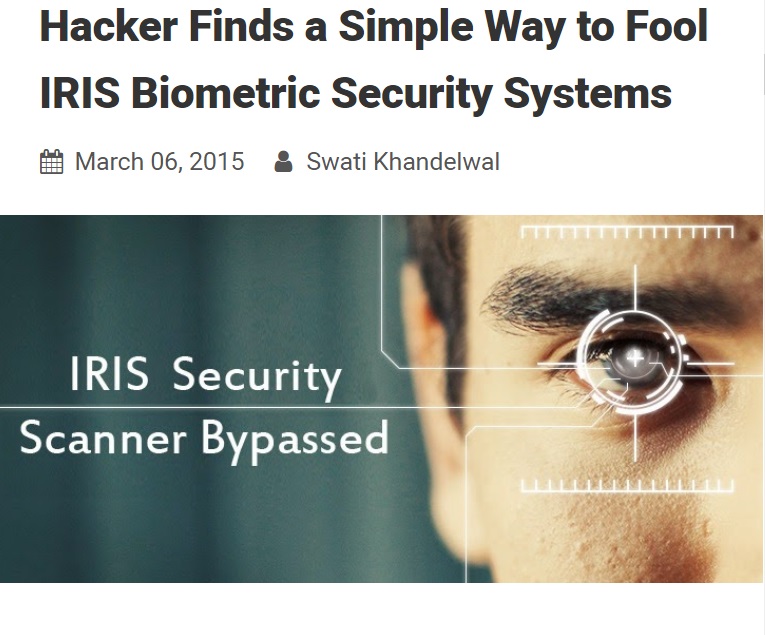 Hacker Finds a Simple Way to Fool
IRIS Biometric Security Systems
March 06, 2015 Swati Khandelwal
IRIS Security
Scanner Bypassed